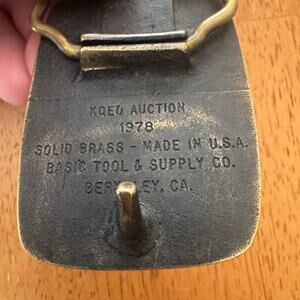 KQED AUCTION
1978
SOLID BRASS - MADE IN U.S.A.
BASIC TOOL & SUPPLY CO.
BERKELEY, CA.